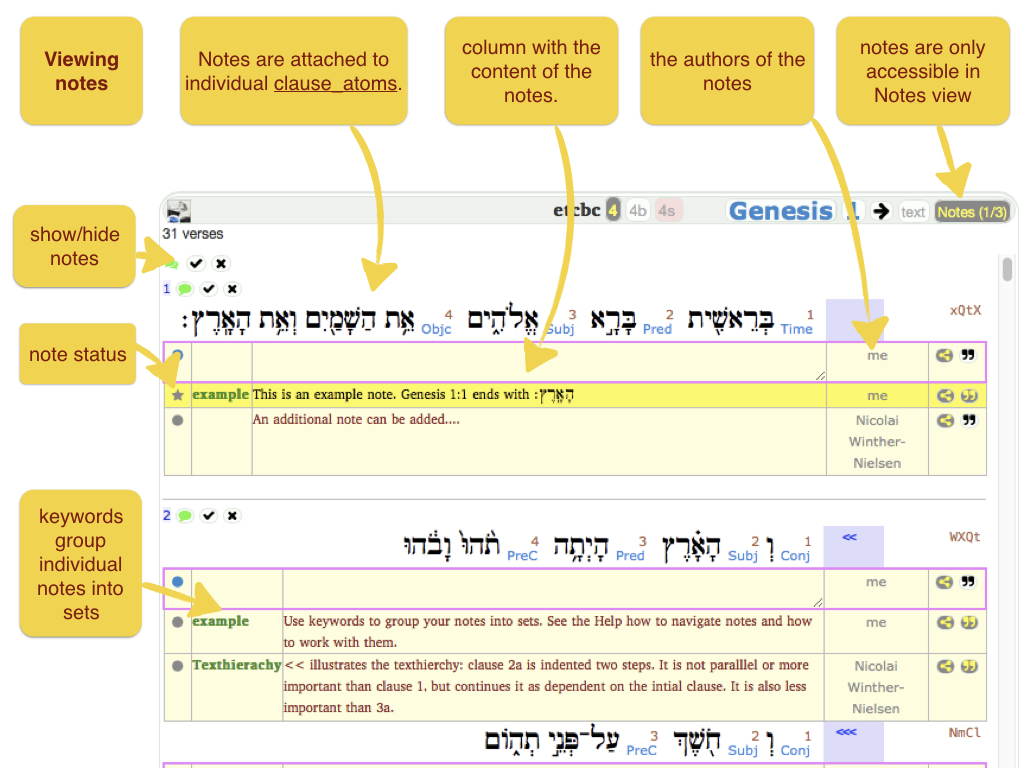 Viewing
notes
Notes are attached to
individual clause_atoms.
column with the
content of the
notes.
the authors of the
notes
notes are only
accessible in
Notes view
show/hide
notes
note status
keywords
group
individual
notes into
sets
etcbc 4 4b 4s Genesis 1 text Notes (1/3)
31 verses
1
בְּרֵאשִׁ֖ית 1 Time בָּרָ֣א 2 Pred אֱלֹהִ֑ים 3 Subj אֵ֥ת הַשָּׁמַ֖יִם וְאֵ֥ת הָאָֽרֶץ׃ 4 Objc xQtX
me
example This is an example note. Genesis 1:1 ends with הָאָֽרֶץ׃ me
An additional note can be added.... Nicolai
Winther-
Nielsen
2
וְ 1 Conj הָאָ֗רֶץ 2 Subj הָיְתָ֥ה 3 Pred תֹ֙הוּ֙ וָבֹ֔הוּ 4 PreC << WXQt
me
example Use keywords to group your notes into sets. See the Help how to navigate notes and how me
to work with them.
Texthierachy << illustrates the texthierchy: clause 2a is indented two steps. It is not paralllel or more Nicolai
important than clause 1, but continues it as dependent on the intial clause. It is also less Winther-
important than 3a. Nielsen
וְ 1 Conj חֹ֖שֶׁךְ 2 Subj עַל־פְּנֵ֣י תְהֹ֑ום 3 PreC <<< NmCl